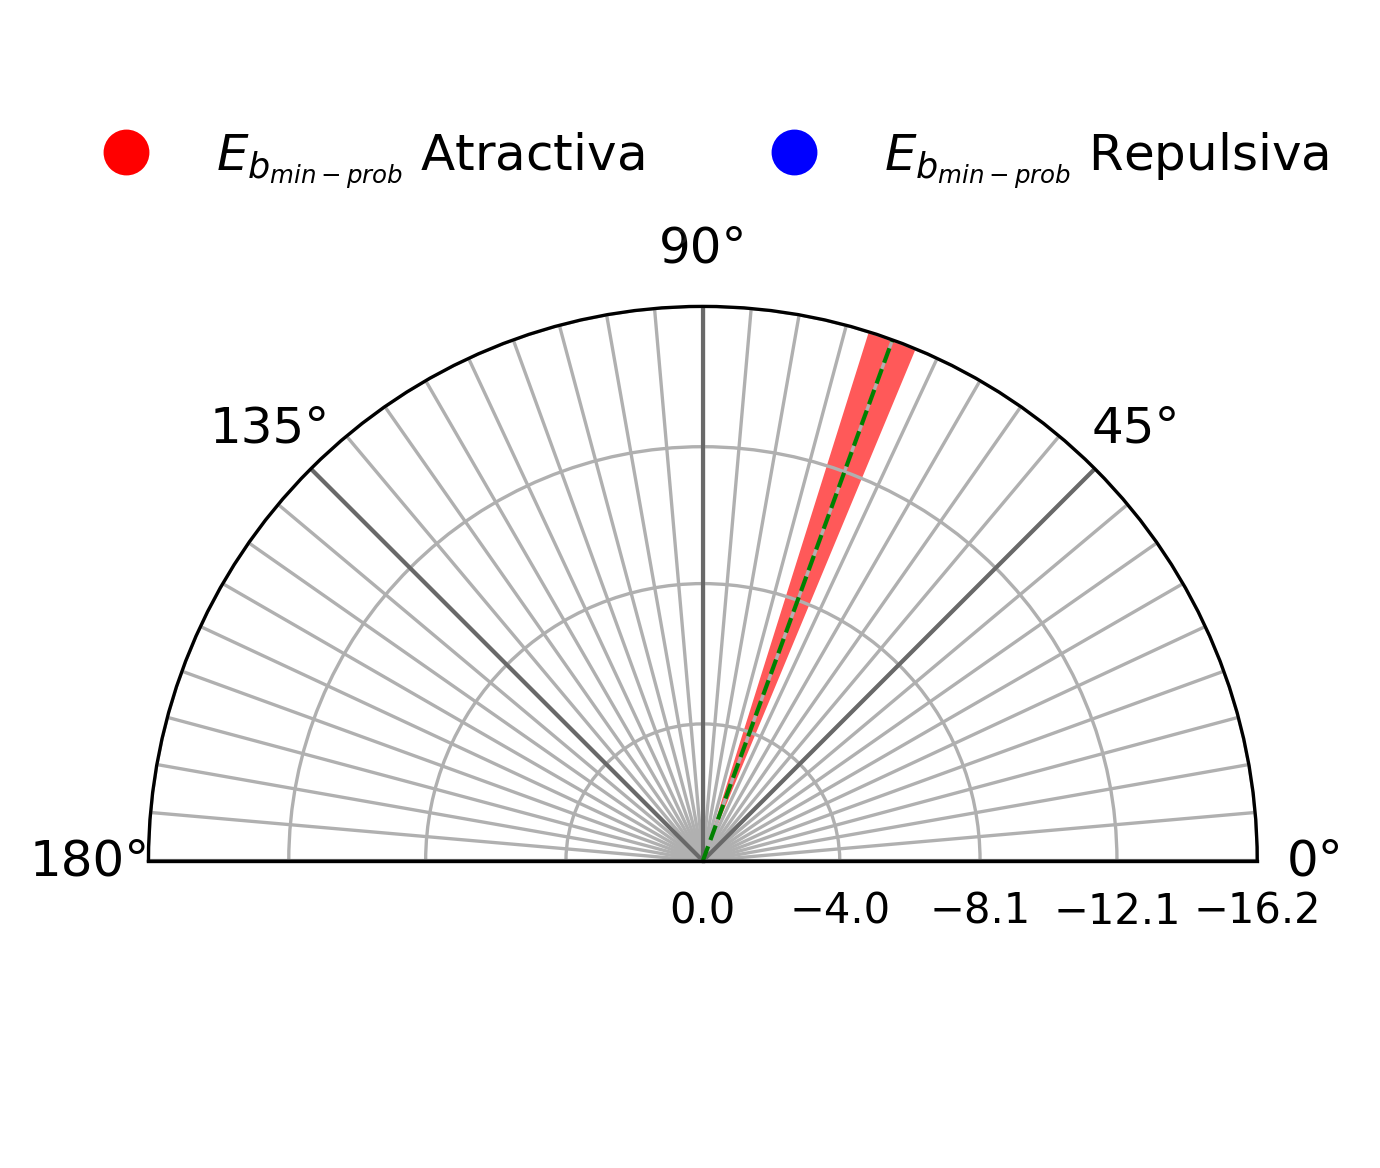 E_{b_{min-prob}} Atractiva E_{b_{min-prob}} Repulsiva
90°
135° 45°
180° 0°
0.0 −4.0 −8.1 −12.1 −16.2